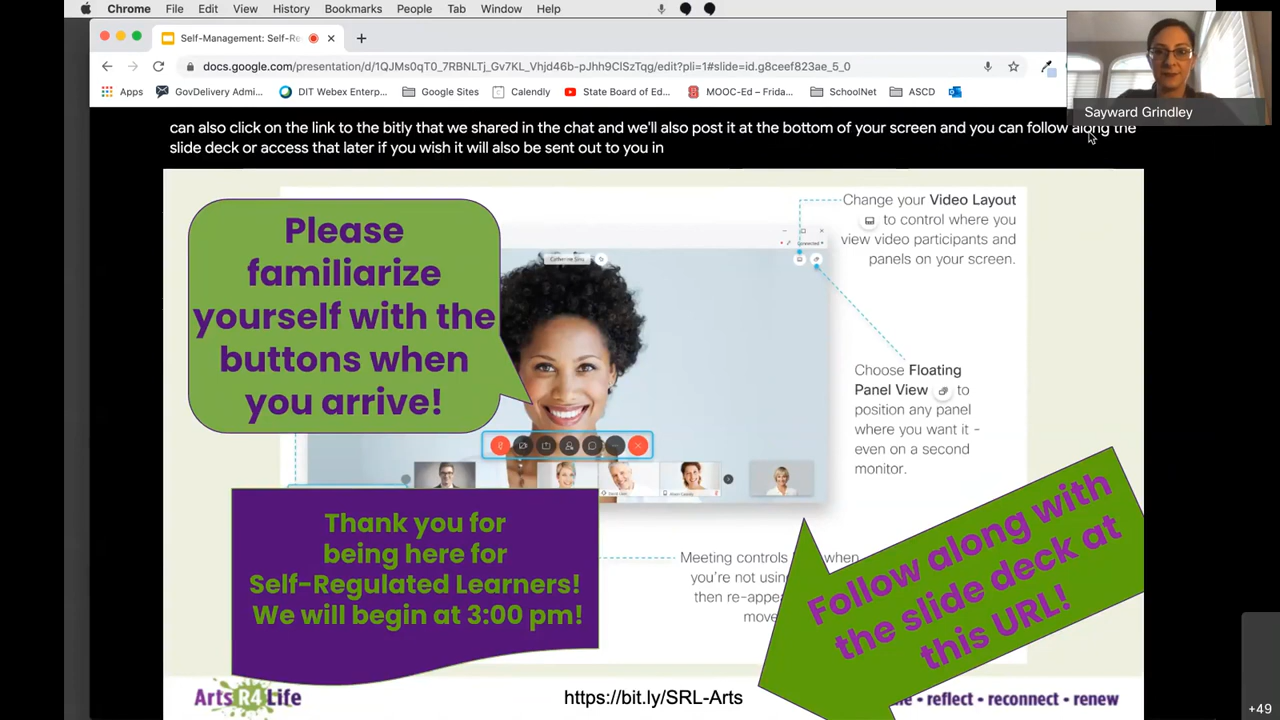 Chrome File Edit View History Bookmarks People Tab Window Help
Self-Management: Self-Re
docs.google.com/presentation/d/1QJMs0qT0_7RBNLTj_Gv7KL_Vhjd46b-pJhh9ClSzTqg/edit?pli=1#slide=id.g8ceef823ae_5_0
Apps GovDelivery Admi... DIT Webex Enterp... Google Sites Calendly State Board of Ed... MOOC-Ed – Frida... SchoolNet ASCD
Sayward Grindley
can also click on the link to the bitly that we shared in the chat and we'll also post it at the bottom of your screen and you can follow along the
slide deck or access that later if you wish it will also be sent out to you in
Please
familiarize
yourself with the
buttons when
you arrive!
Change your Video Layout
to control where you
view video participants and
panels on your screen.
Choose Floating
Panel View to
position any panel
where you want it -
even on a second
monitor.
Thank you for
being here for
Self-Regulated Learners!
We will begin at 3:00 pm!
Meeting controls when
you're not using
then re-appe
move
Follow along with
the slide deck at
this URL!
Arts R4 Life
https://bit.ly/SRL-Arts
• reflect • reconnect • renew
+49